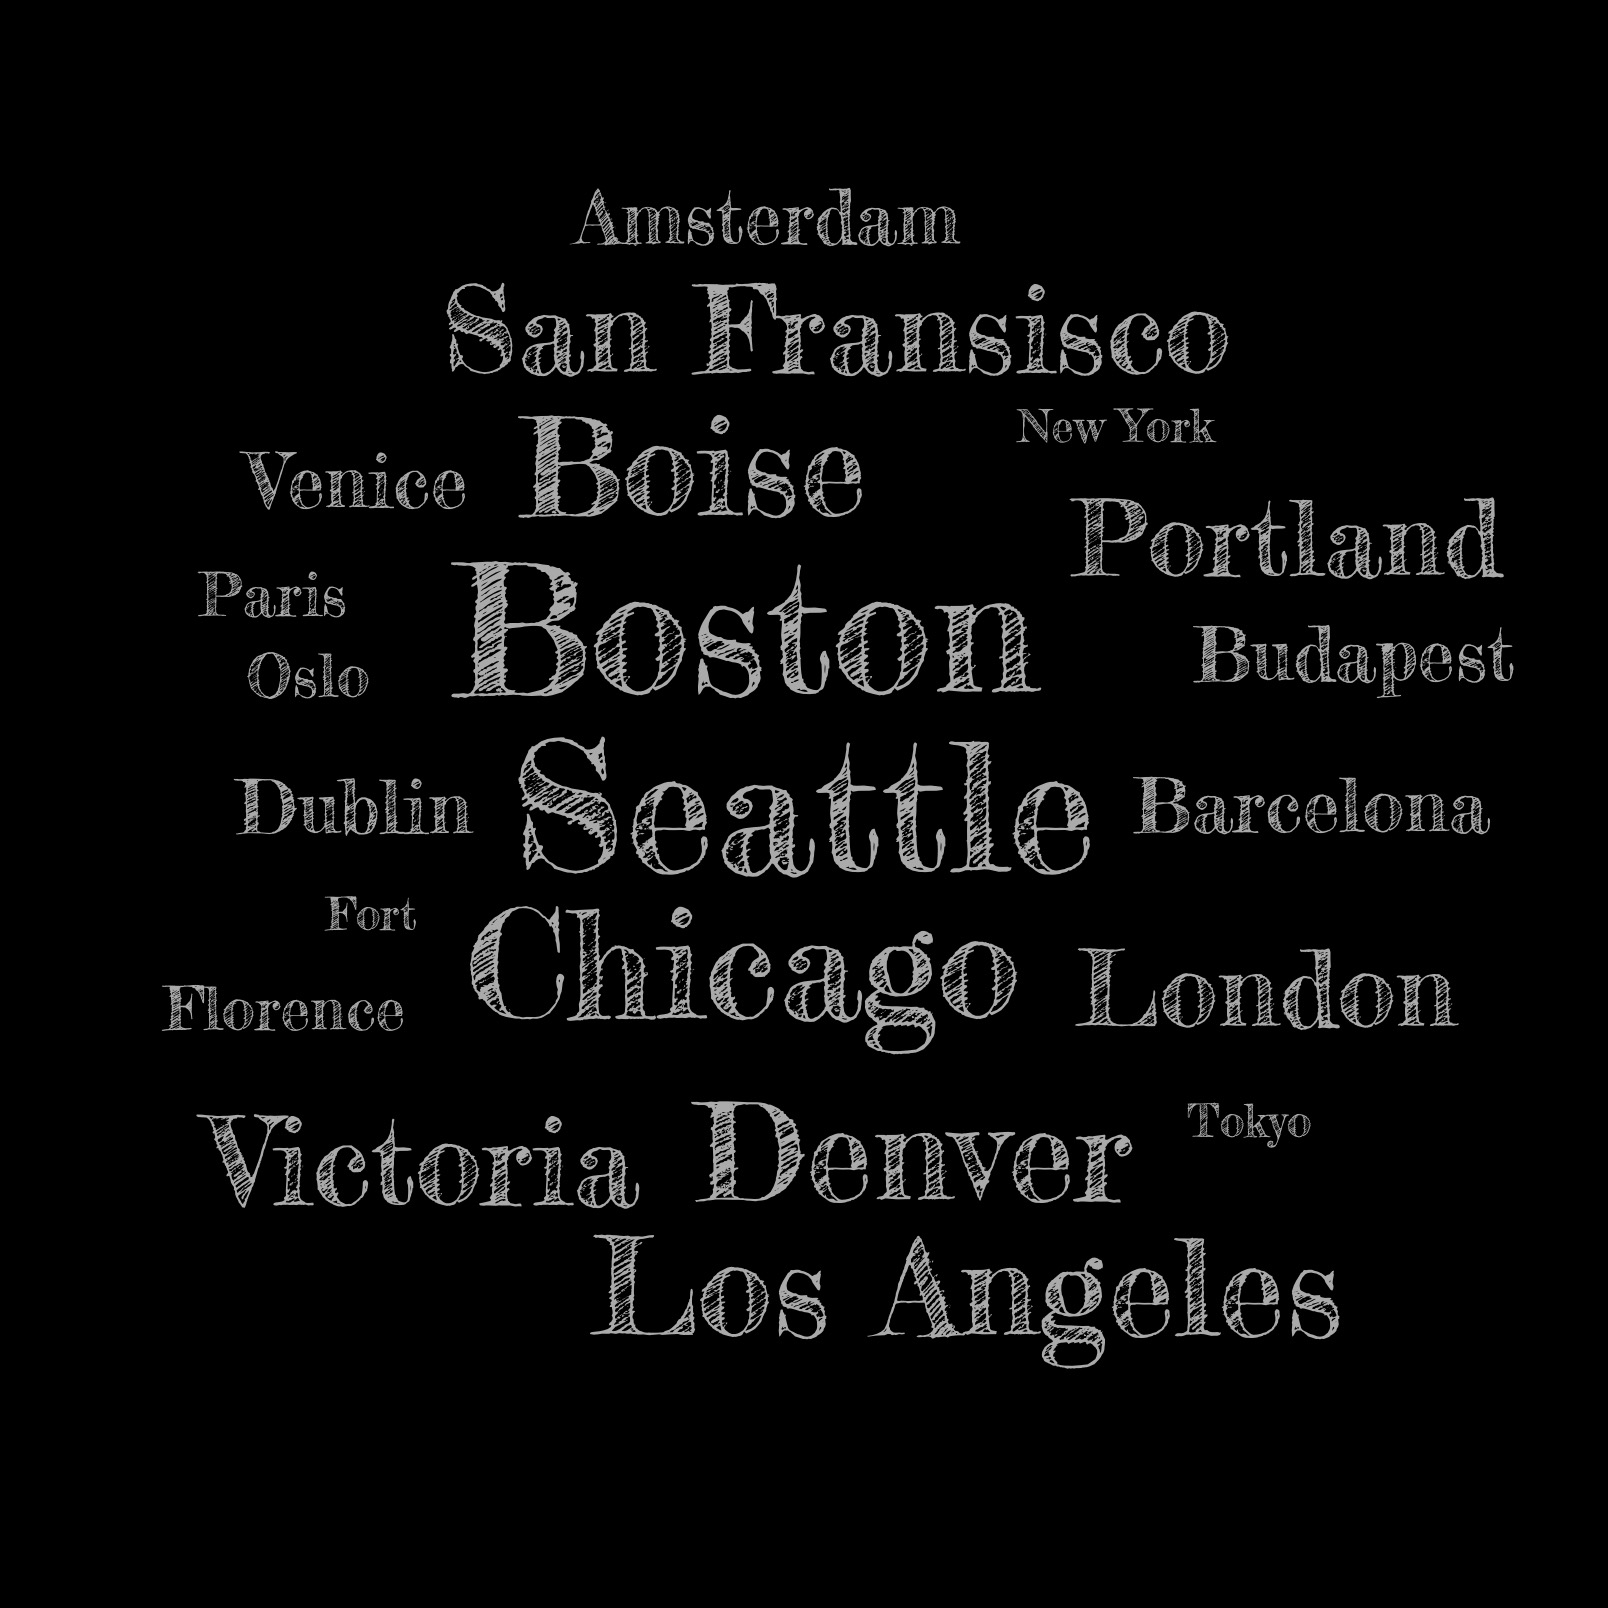 Amsterdam
San Fransisco
New York
Venice Boise
Portland
Paris Boston
Budapest
Oslo
Dublin Seattle Barcelona
Fort
Chicago London
Florence
Tokyo
Victoria Denver
Los Angeles